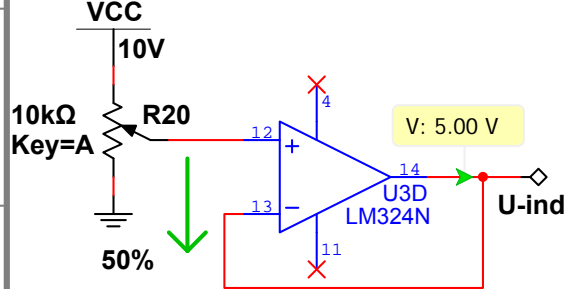 VCC
10V
10kΩ
Key=A
R20
50%
12
13
4
11
14
U3D
LM324N
V: 5.00 V
U-ind